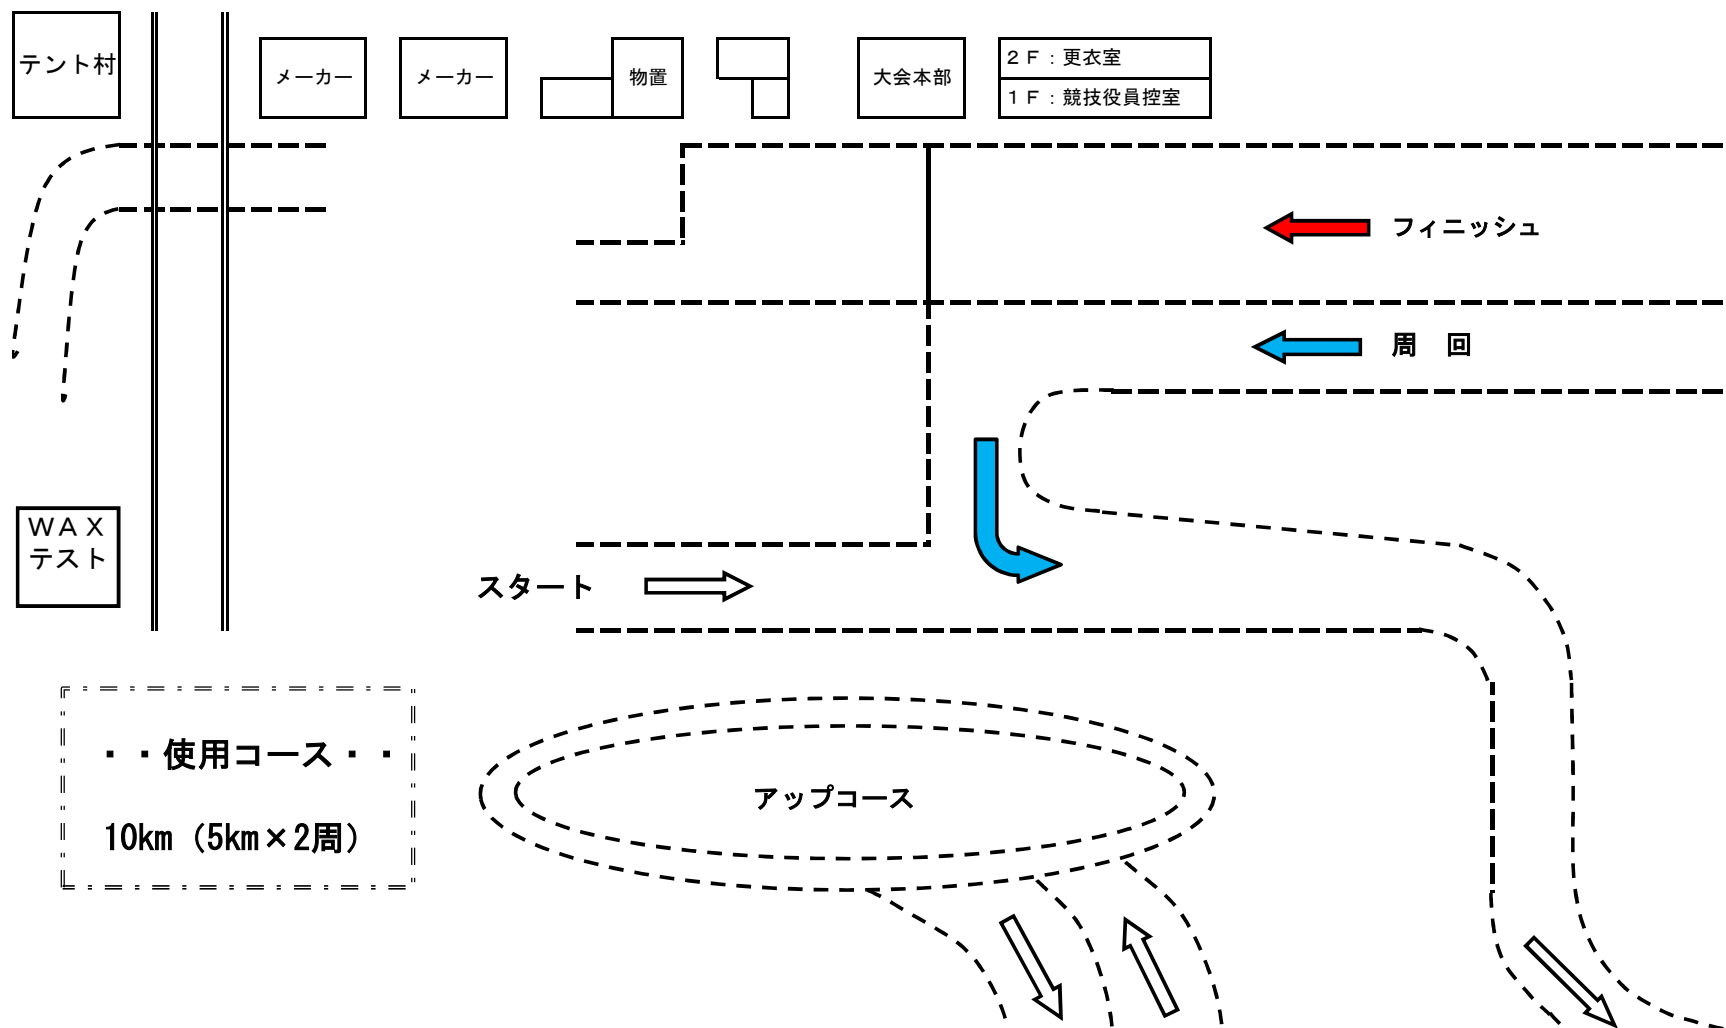 テント村
メーカー
メーカー
物置
大会本部
２Ｆ：更衣室
１Ｆ：競技役員控室
フィニッシュ
周　回
ＷＡＸ
テスト
スタート
・・使用コース・・
10km（5km×2周）
アップコース